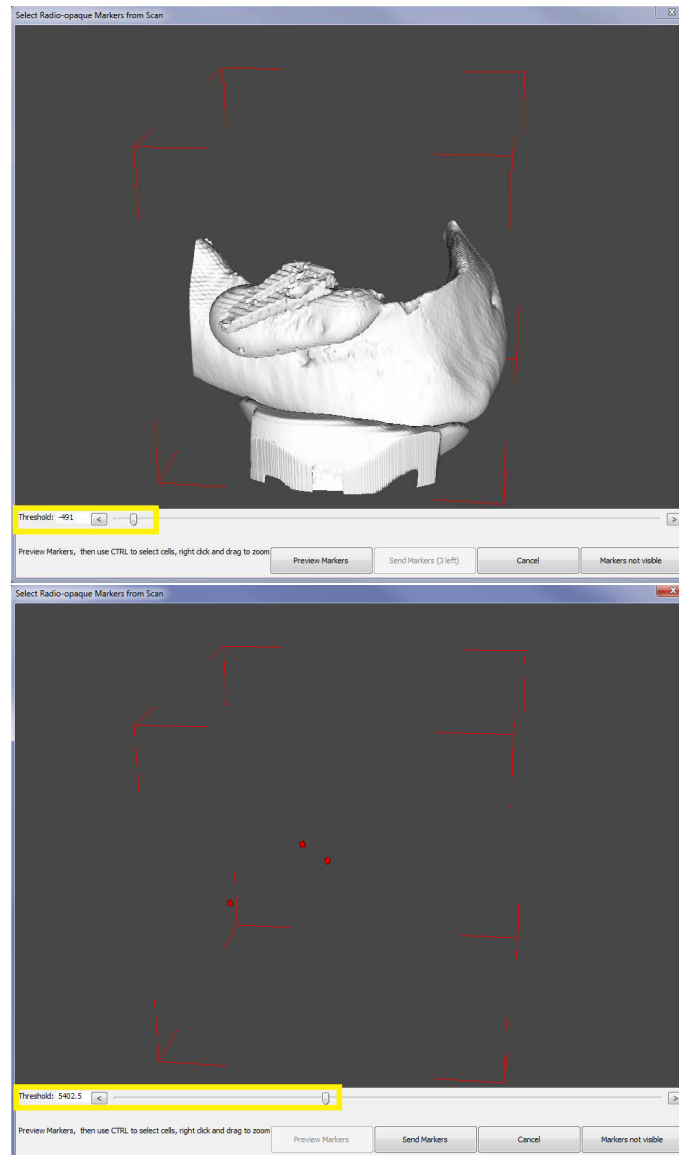 Select Radio-opaque Markers from Scan
Threshold: -491 < >
Preview Markers, then use CTRL to select cells, right click and drag to zoom
Preview Markers Send Markers (3 left) Cancel Markers not visible
Select Radio-opaque Markers from Scan
Threshold: 5402.5 < >
Preview Markers, then use CTRL to select cells, right click and drag to zoom
Preview Markers Send Markers Cancel Markers not visible